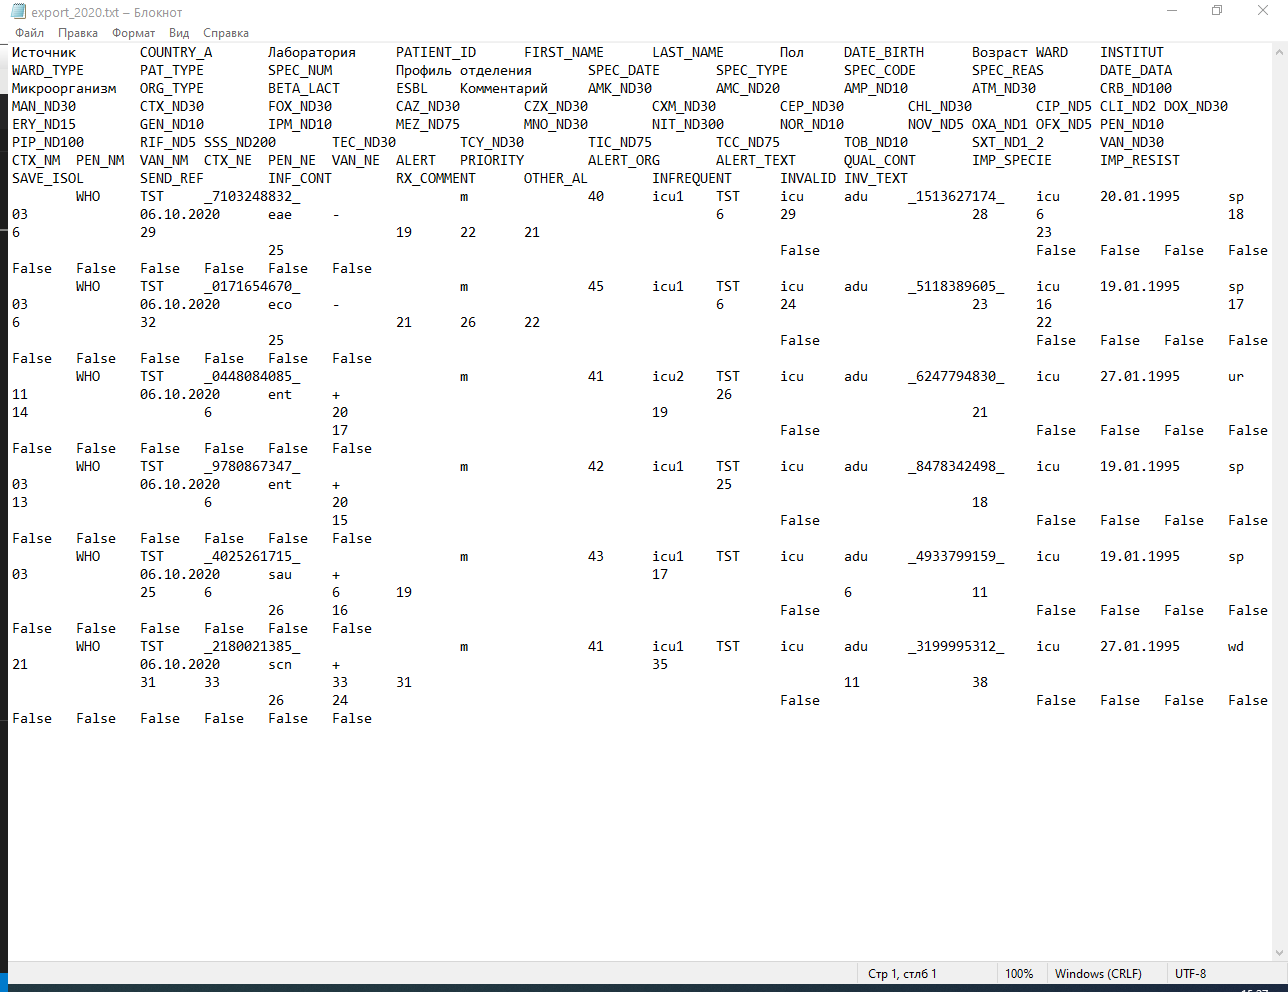 export_2020.txt – Блокнот
Файл Правка Формат Вид Справка
Источник COUNTRY_A Лаборатория PATIENT_ID FIRST_NAME LAST_NAME Пол DATE_BIRTH Возраст WARD INSTITUT
WARD_TYPE PAT_TYPE SPEC_NUM Профиль отделения SPEC_DATE SPEC_TYPE SPEC_CODE SPEC_REAS DATE_DATA
Микроорганизм ORG_TYPE BETA_LACT ESBL Комментарий AMK_ND30 AMC_ND20 AMP_ND10 ATM_ND30 CRB_ND100
MAN_ND30 CTX_ND30 FOX_ND30 CAZ_ND30 CZX_ND30 CXM_ND30 CEP_ND30 CHL_ND30 CIP_ND5 CLI_ND2 DOX_ND30
ERY_ND15 GEN_ND10 IPM_ND10 MEZ_ND75 MNO_ND30 NIT_ND300 NOR_ND10 NOV_ND5 OXA_ND1 OFX_ND5 PEN_ND10
PIP_ND100 RIF_ND5 SSS_ND200 TEC_ND30 TCY_ND30 TIC_ND75 TCC_ND75 TOB_ND10 SXT_ND1_2 VAN_ND30
CTX_NM PEN_NM VAN_NM CTX_NE PEN_NE VAN_NE ALERT PRIORITY ALERT_ORG ALERT_TEXT QUAL_CONT IMP_SPECIE IMP_RESIST
SAVE_ISOL SEND_REF INF_CONT RX_COMMENT OTHER_AL INFREQUENT INVALID INV_TEXT
WHO TST _7103248832_ m 40 icu1 TST icu adu _1513627174_ icu 20.01.1995 sp
03 06.10.2020 eae - 6 29 28 6 18
6 29 19 22 21 23
25 False False False False False
False False False False False False
WHO TST _0171654670_ m 45 icu1 TST icu adu _5118389605_ icu 19.01.1995 sp
03 06.10.2020 eco - 6 24 23 16 17
6 32 21 26 22 22
25 False False False False False
False False False False False False
WHO TST _0448084085_ m 41 icu2 TST icu adu _6247794830_ icu 27.01.1995 ur
11 06.10.2020 ent + 26
14 6 20 19 21
17 False False False False False
False False False False False False
WHO TST _9780867347_ m 42 icu1 TST icu adu _8478342498_ icu 19.01.1995 sp
03 06.10.2020 ent + 25
13 6 20 18
15 False False False False False
False False False False False False
WHO TST _4025261715_ m 43 icu1 TST icu adu _4933799159_ icu 19.01.1995 sp
03 06.10.2020 sau + 17
25 6 6 19 6 11
26 16 False False False False False
False False False False False False
WHO TST _2180021385_ m 41 icu1 TST icu adu _3199995312_ icu 27.01.1995 wd
21 06.10.2020 scn + 35
31 33 33 31 11 38
26 24 False False False False False
False False False False False False
Стр 1, стлб 1 100% Windows (CRLF) UTF-8